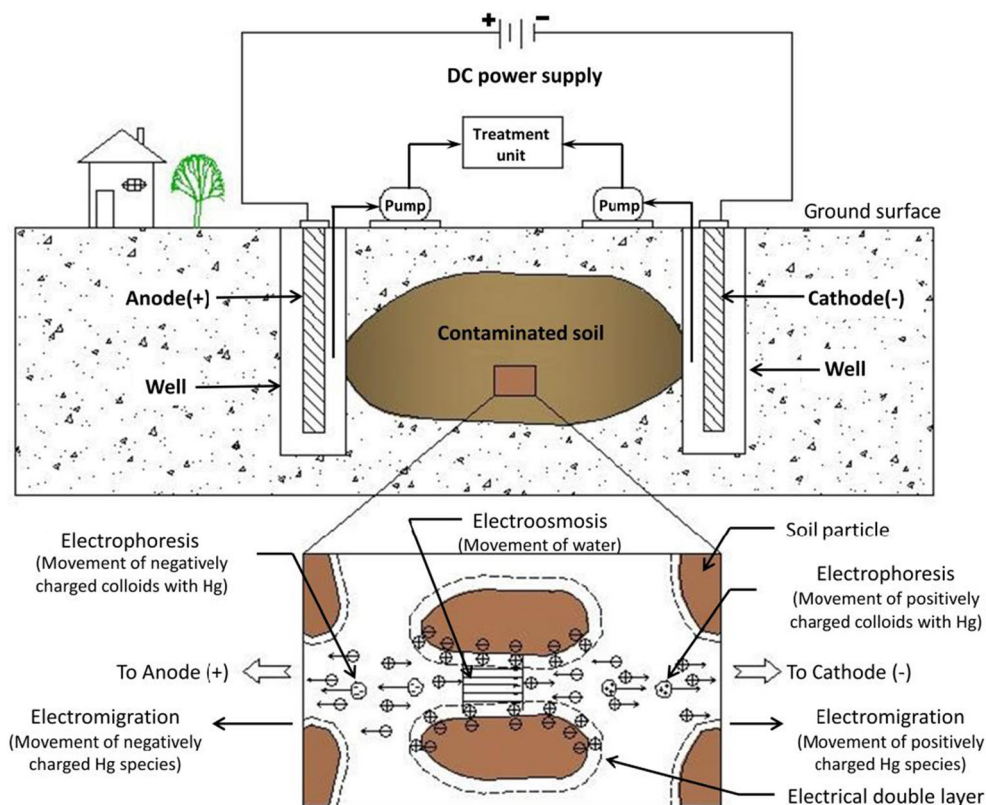 + −
DC power supply
Treatment
unit
Pump
Pump
Ground surface
Anode(+)
Cathode(-)
Contaminated soil
Well
Well
Electrophoresis
(Movement of negatively
charged colloids with Hg)
Electroosmosis
(Movement of water)
Soil particle
Electrophoresis
(Movement of positively
charged colloids with Hg)
To Anode (+)
To Cathode (-)
Electromigration
(Movement of negatively
charged Hg species)
Electromigration
(Movement of positively
charged Hg species)
Electrical double layer